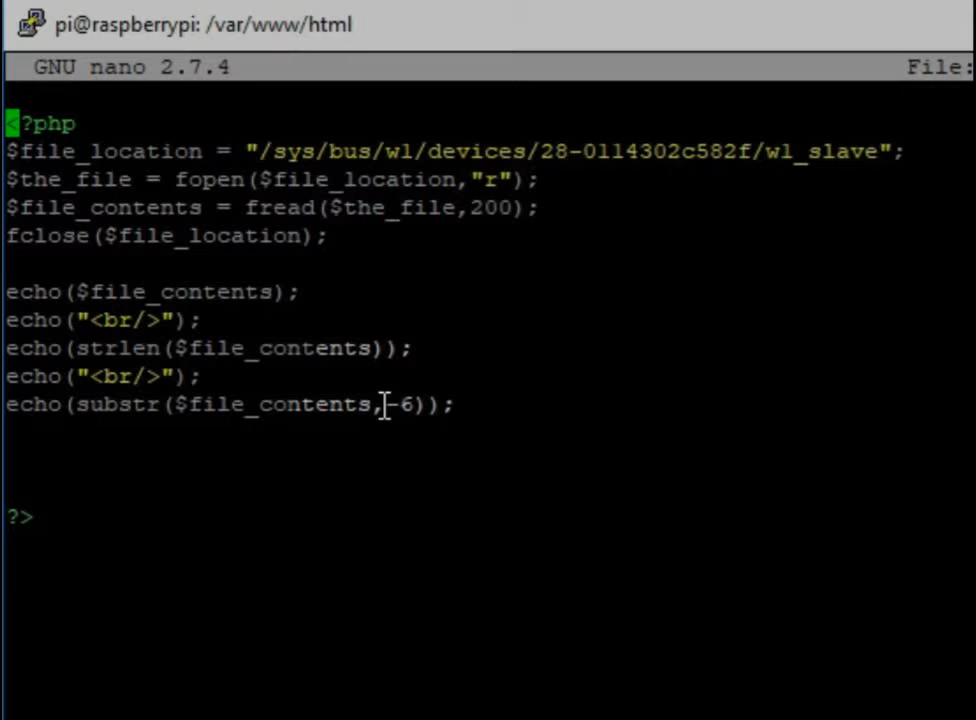 pi@raspberrypi: /var/www/html
GNU nano 2.7.4 File:
<?php
$file_location = "/sys/bus/w1/devices/28-0114302c582f/w1_slave";
$the_file = fopen($file_location,"r");
$file_contents = fread($the_file,200);
fclose($file_location);
echo($file_contents);
echo("<br/>");
echo(strlen($file_contents));
echo("<br/>");
echo(substr($file_contents,-6));
?>